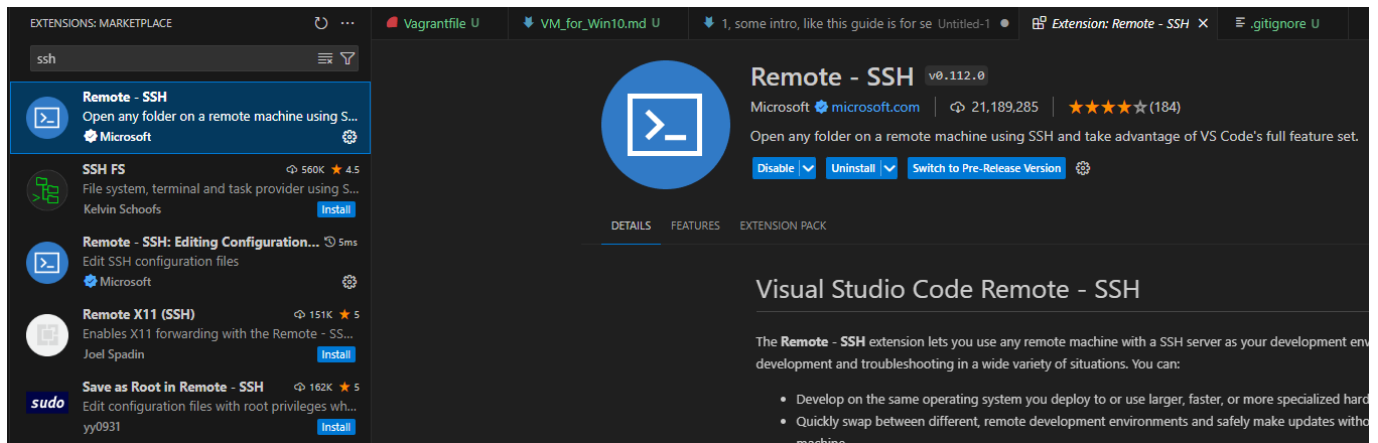 EXTENSIONS: MARKETPLACE
ssh
Remote - SSH
Open any folder on a remote machine using S...
Microsoft
SSH FS 560K ★ 4.5
File system, terminal and task provider using S...
Kelvin Schoofs Install
Remote - SSH: Editing Configuration... 5ms
Edit SSH configuration files
Microsoft
Remote X11 (SSH) 151K ★ 5
Enables X11 forwarding with the Remote - SS...
Joel Spadin Install
sudo
Save as Root in Remote - SSH 162K ★ 5
Edit configuration files with root privileges wh...
yy0931 Install
Vagrantfile U VM_for_Win10.md U 1, some intro, like this guide is for se Untitled-1 ● Extension: Remote - SSH × .gitignore U
Remote - SSH v0.112.0
Microsoft microsoft.com | 21,189,285 | ★★★★☆ (184)
Open any folder on a remote machine using SSH and take advantage of VS Code's full feature set.
Disable Uninstall Switch to Pre-Release Version
DETAILS FEATURES EXTENSION PACK
Visual Studio Code Remote - SSH
The Remote - SSH extension lets you use any remote machine with a SSH server as your development env
development and troubleshooting in a wide variety of situations. You can:
• Develop on the same operating system you deploy to or use larger, faster, or more specialized hard
• Quickly swap between different, remote development environments and safely make updates witho
machine.